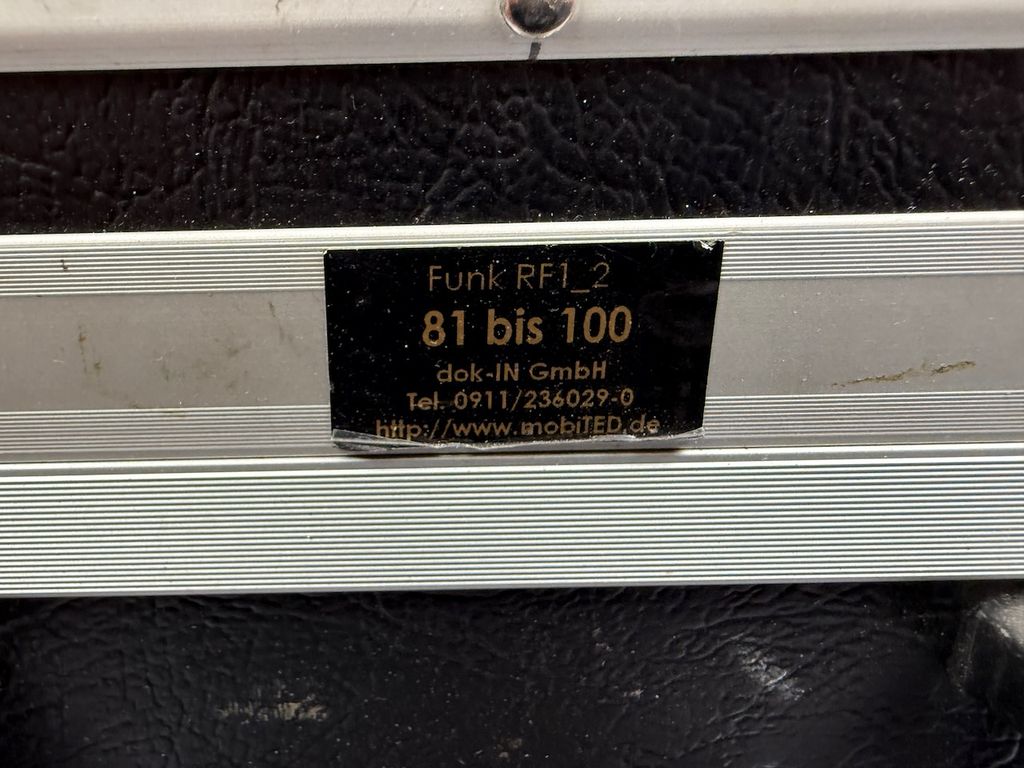 Funk RF1_2
81 bis 100
dok-IN GmbH
Tel. 0911/236029-0
http://www.mobiTED.de